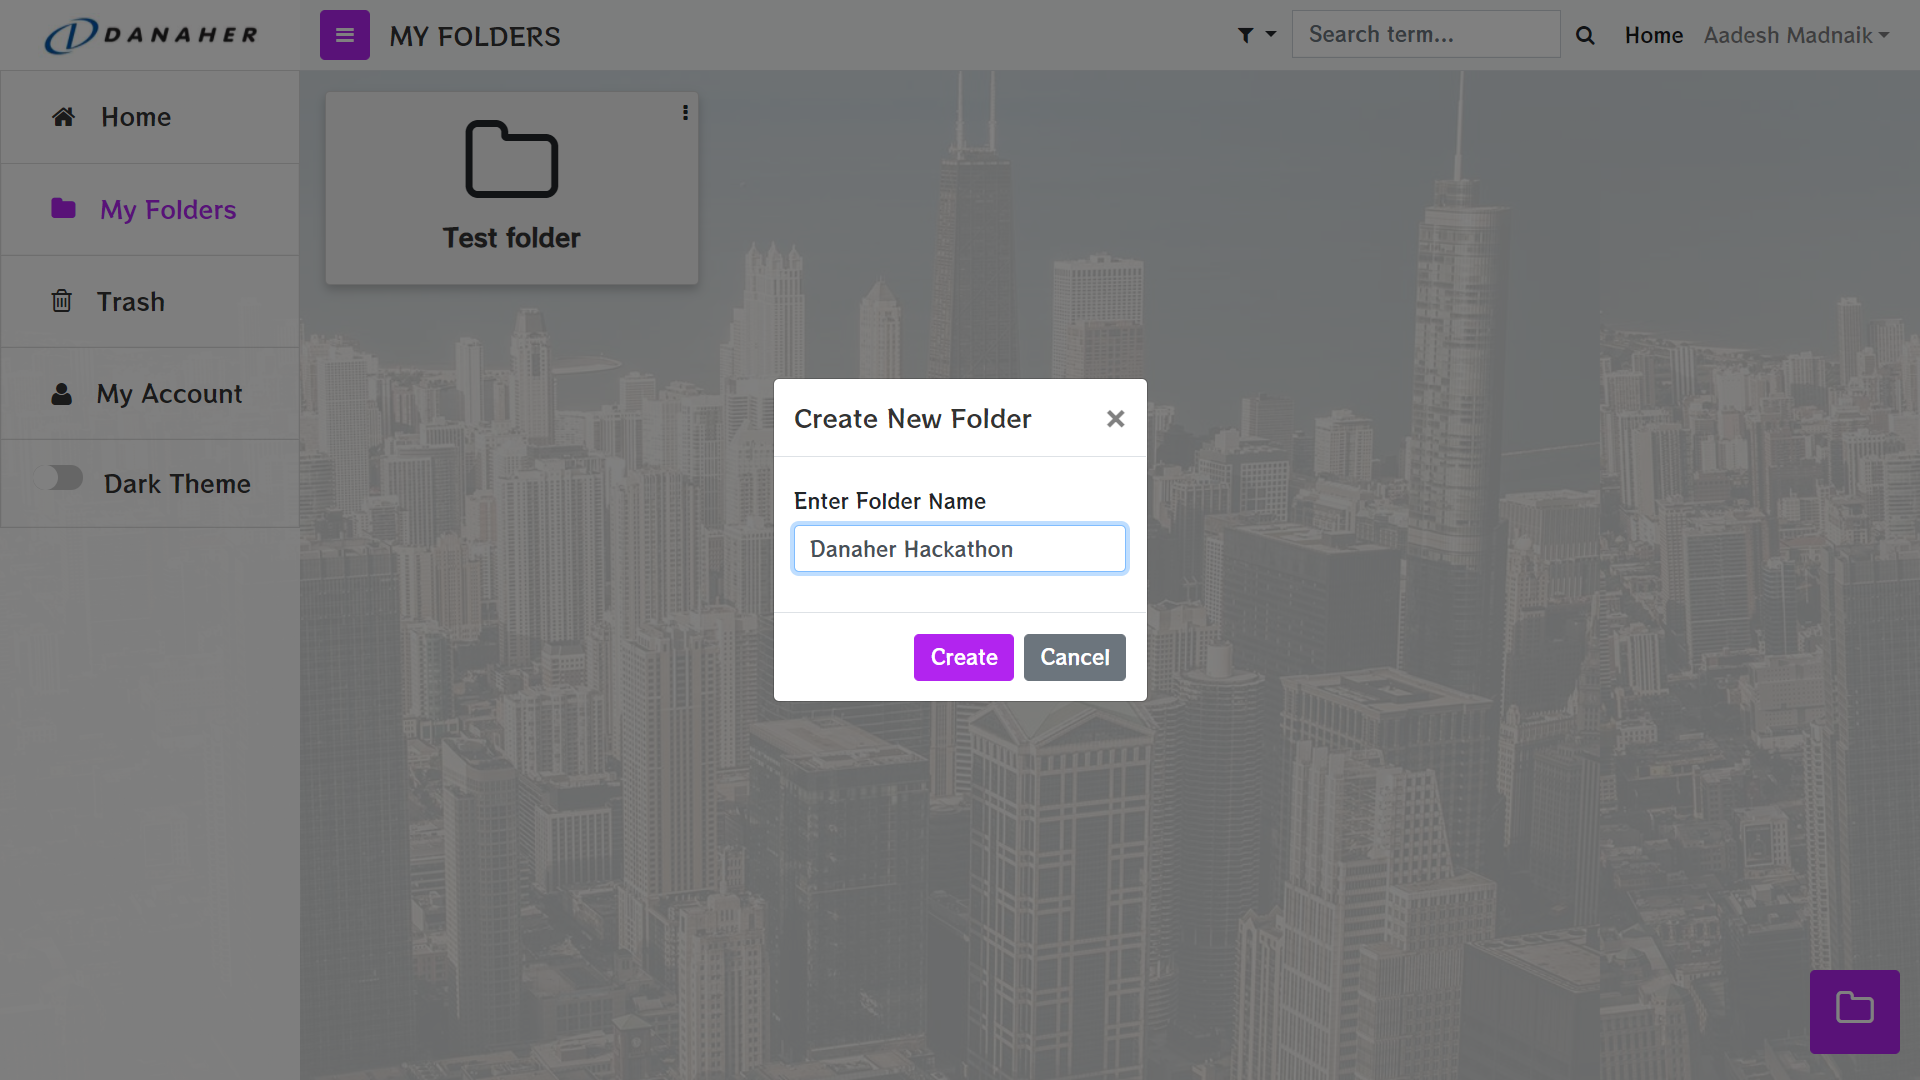 DANAHER
MY FOLDERS
Search term...
Home
Aadesh Madnaik
Home
My Folders
Trash
My Account
Dark Theme
Test folder
Create New Folder
Enter Folder Name
Danaher Hackathon
Create
Cancel